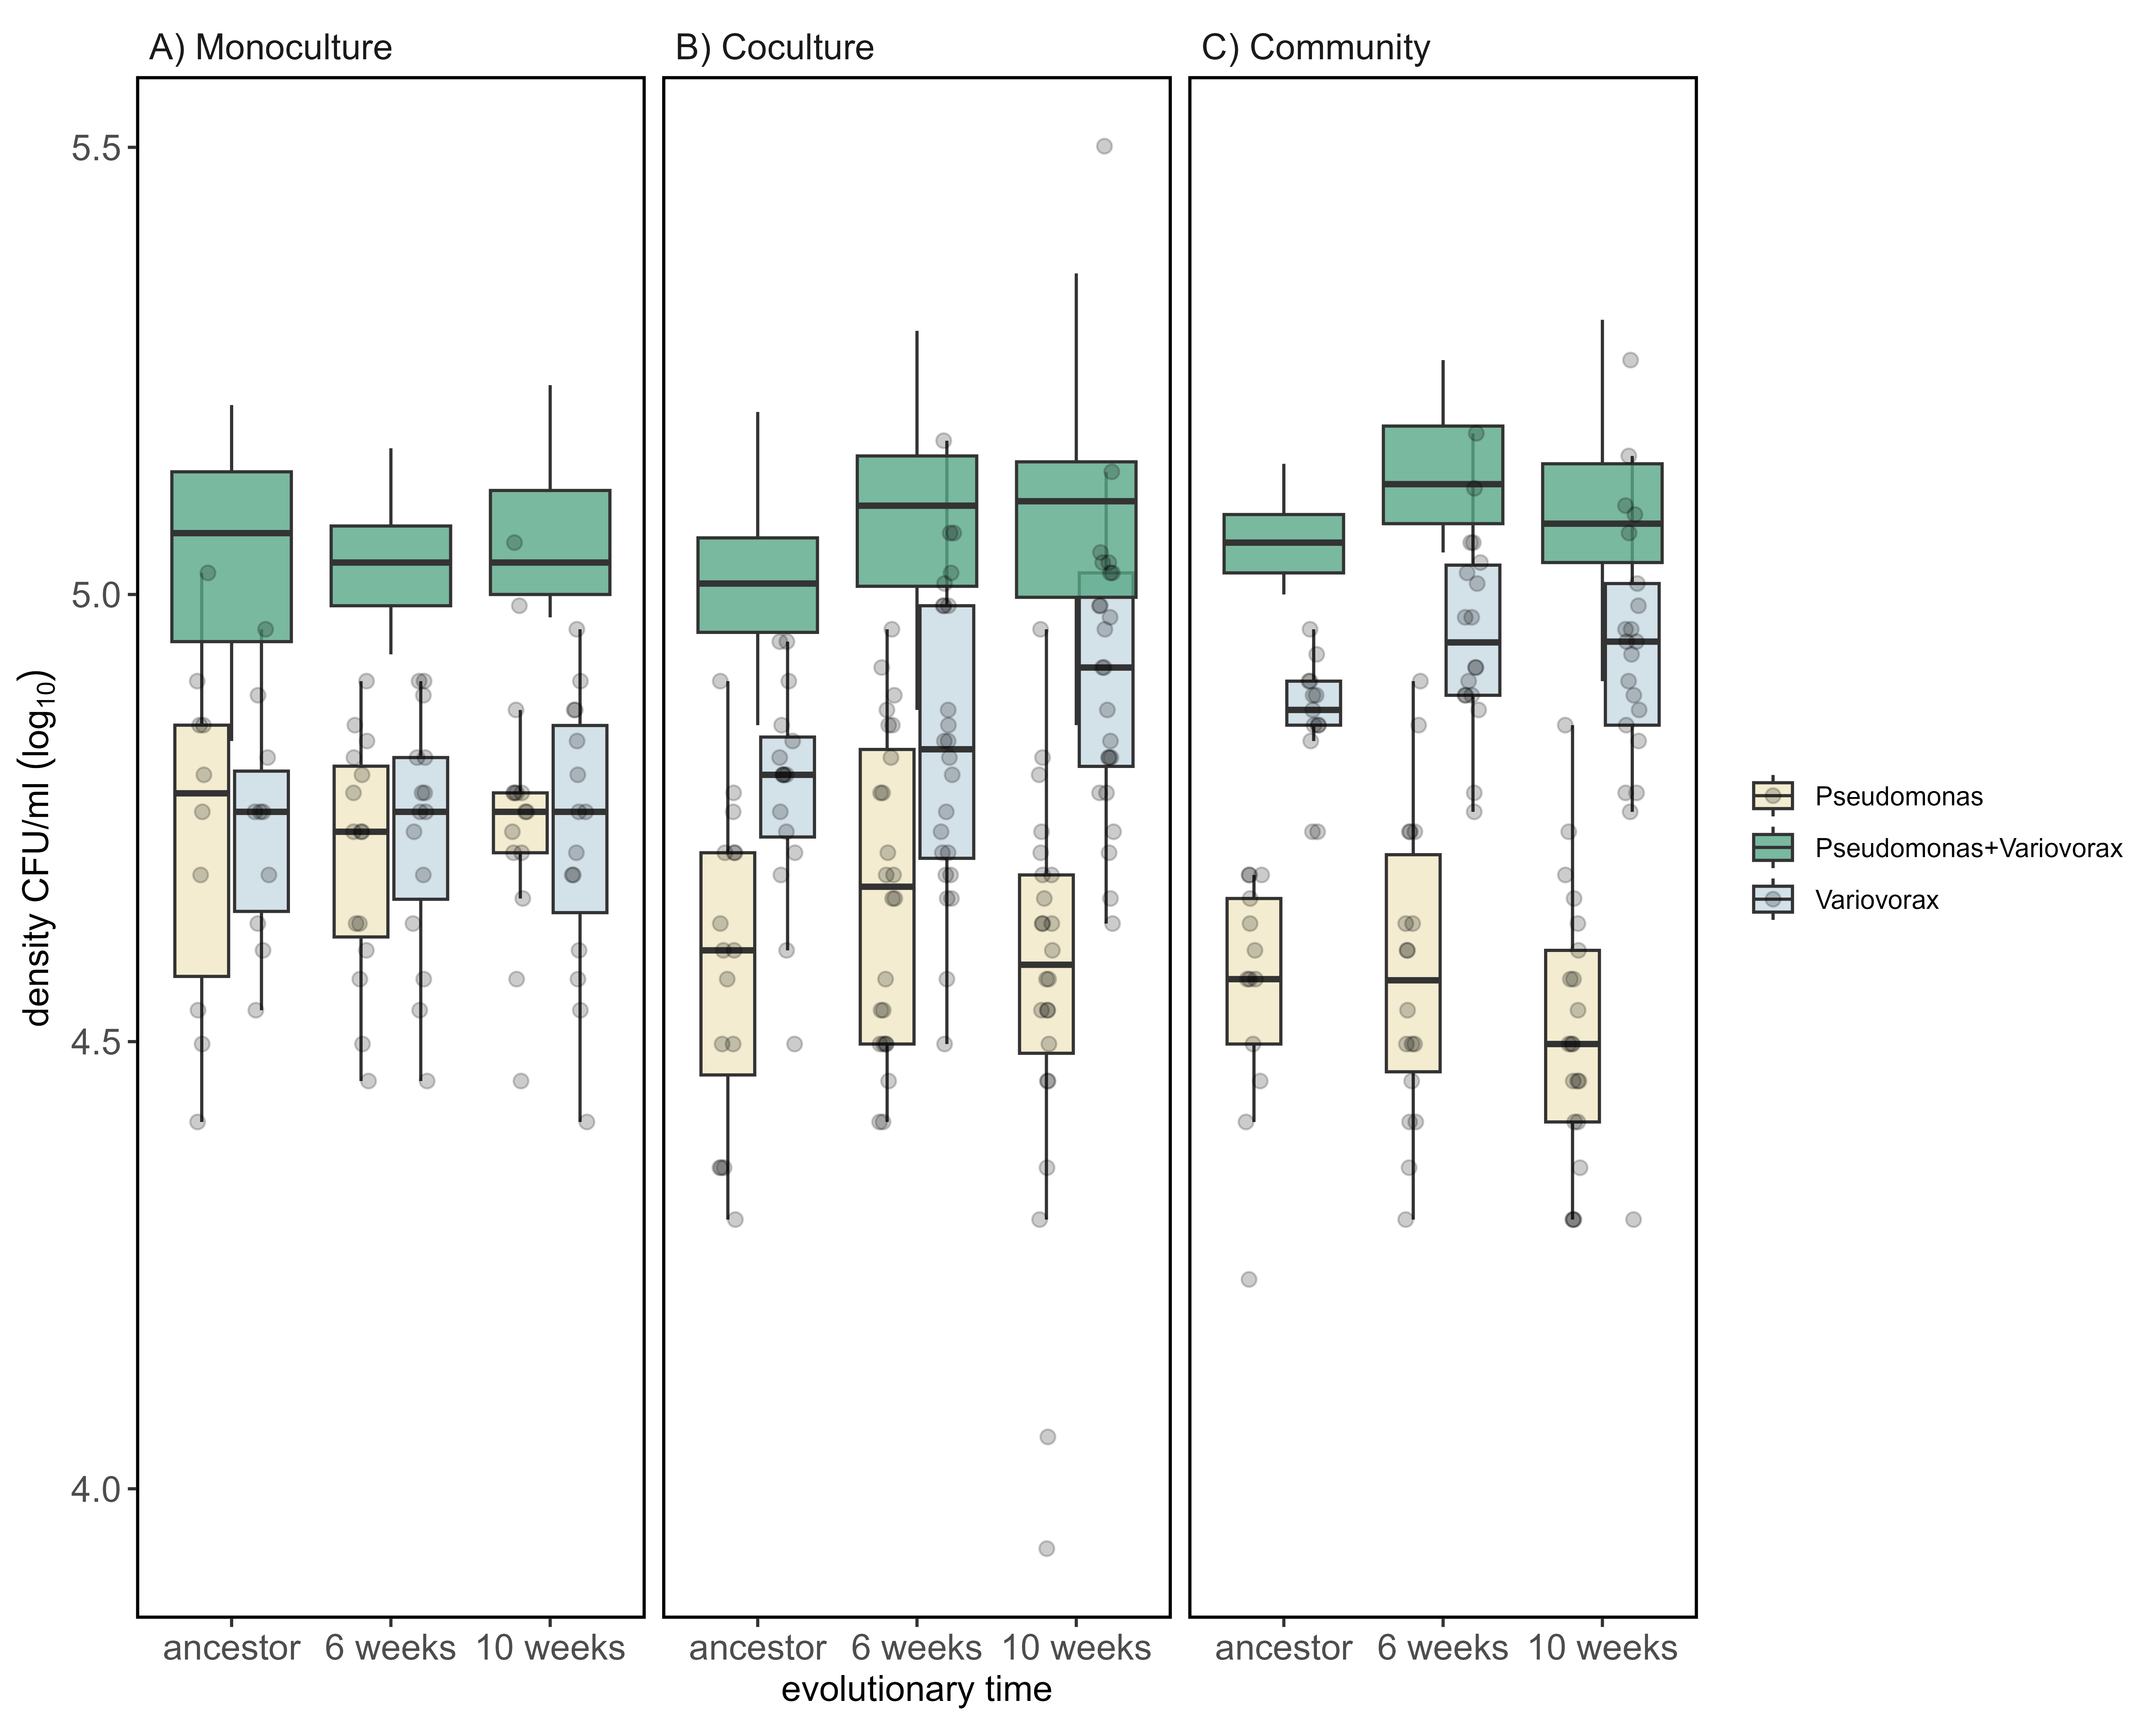 A) Monoculture
B) Coculture
C) Community
density CFU/ml (log₁₀)
5.5
5.0
4.5
4.0
ancestor 6 weeks 10 weeks
ancestor 6 weeks 10 weeks
ancestor 6 weeks 10 weeks
evolutionary time
Pseudomonas
Pseudomonas+Variovorax
Variovorax